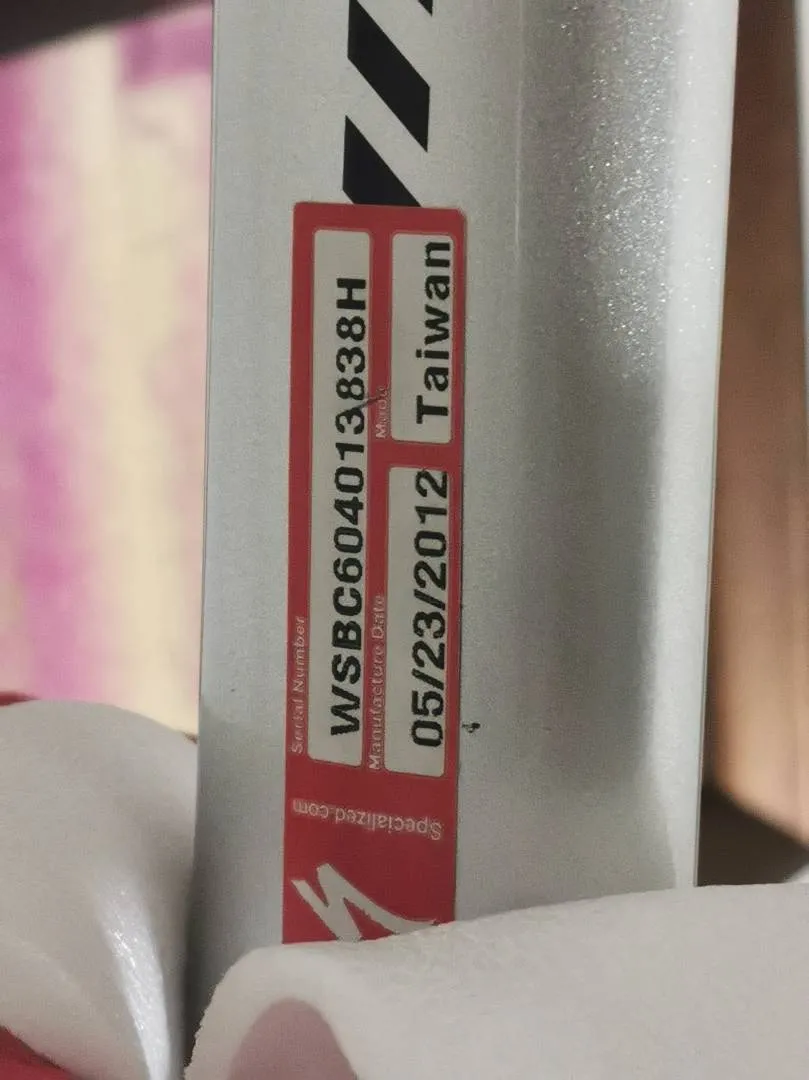 Serial Number
WSBC604013838H
Manufacture Date
Made
05/23/2012
Taiwan
Specialized.com